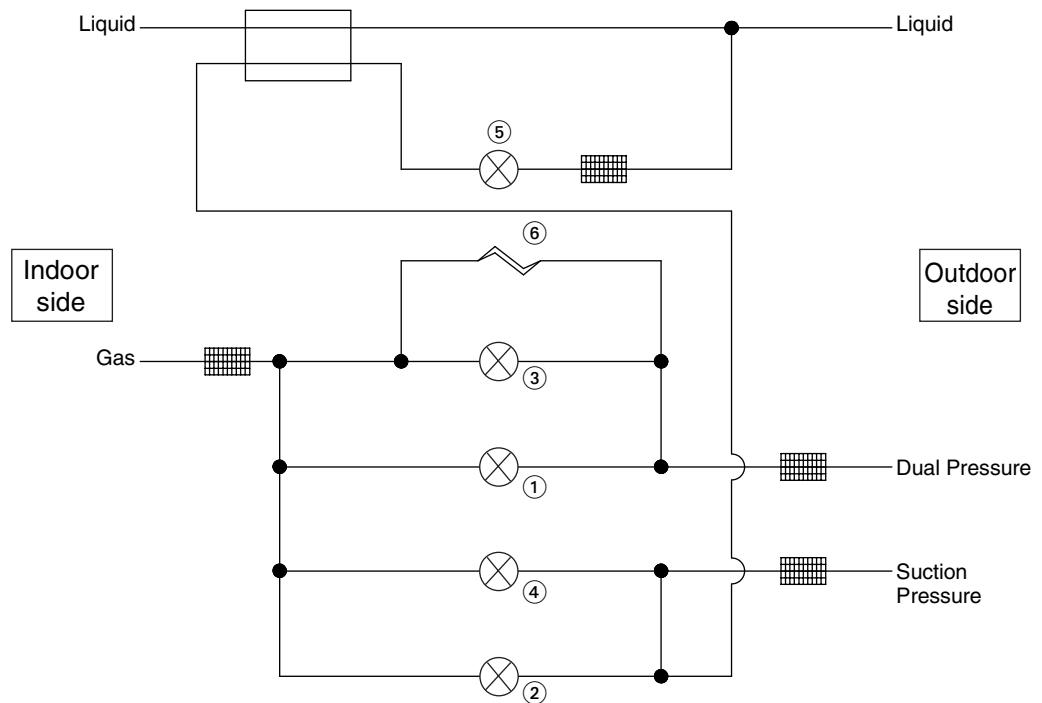 Liquid
Liquid
5
6
Indoor
side
Outdoor
side
Gas
3
1
Dual Pressure
4
Suction
Pressure
2